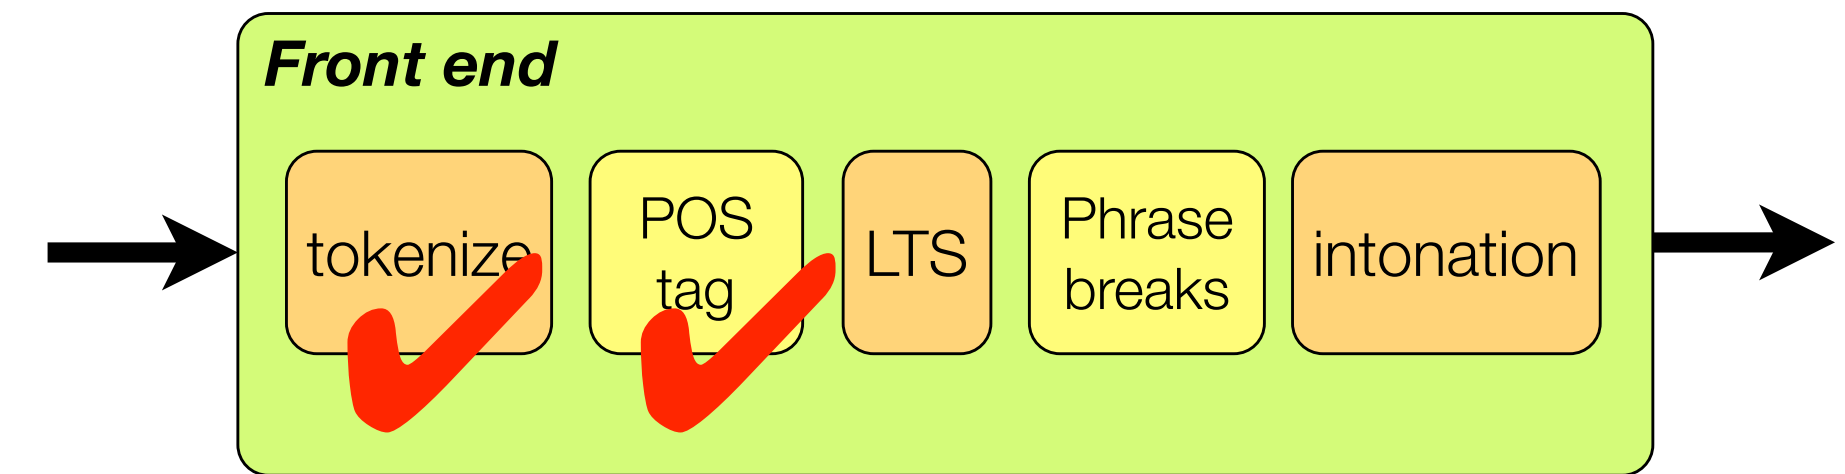 Front end
tokenize
POS
tag
LTS
Phrase
breaks
intonation